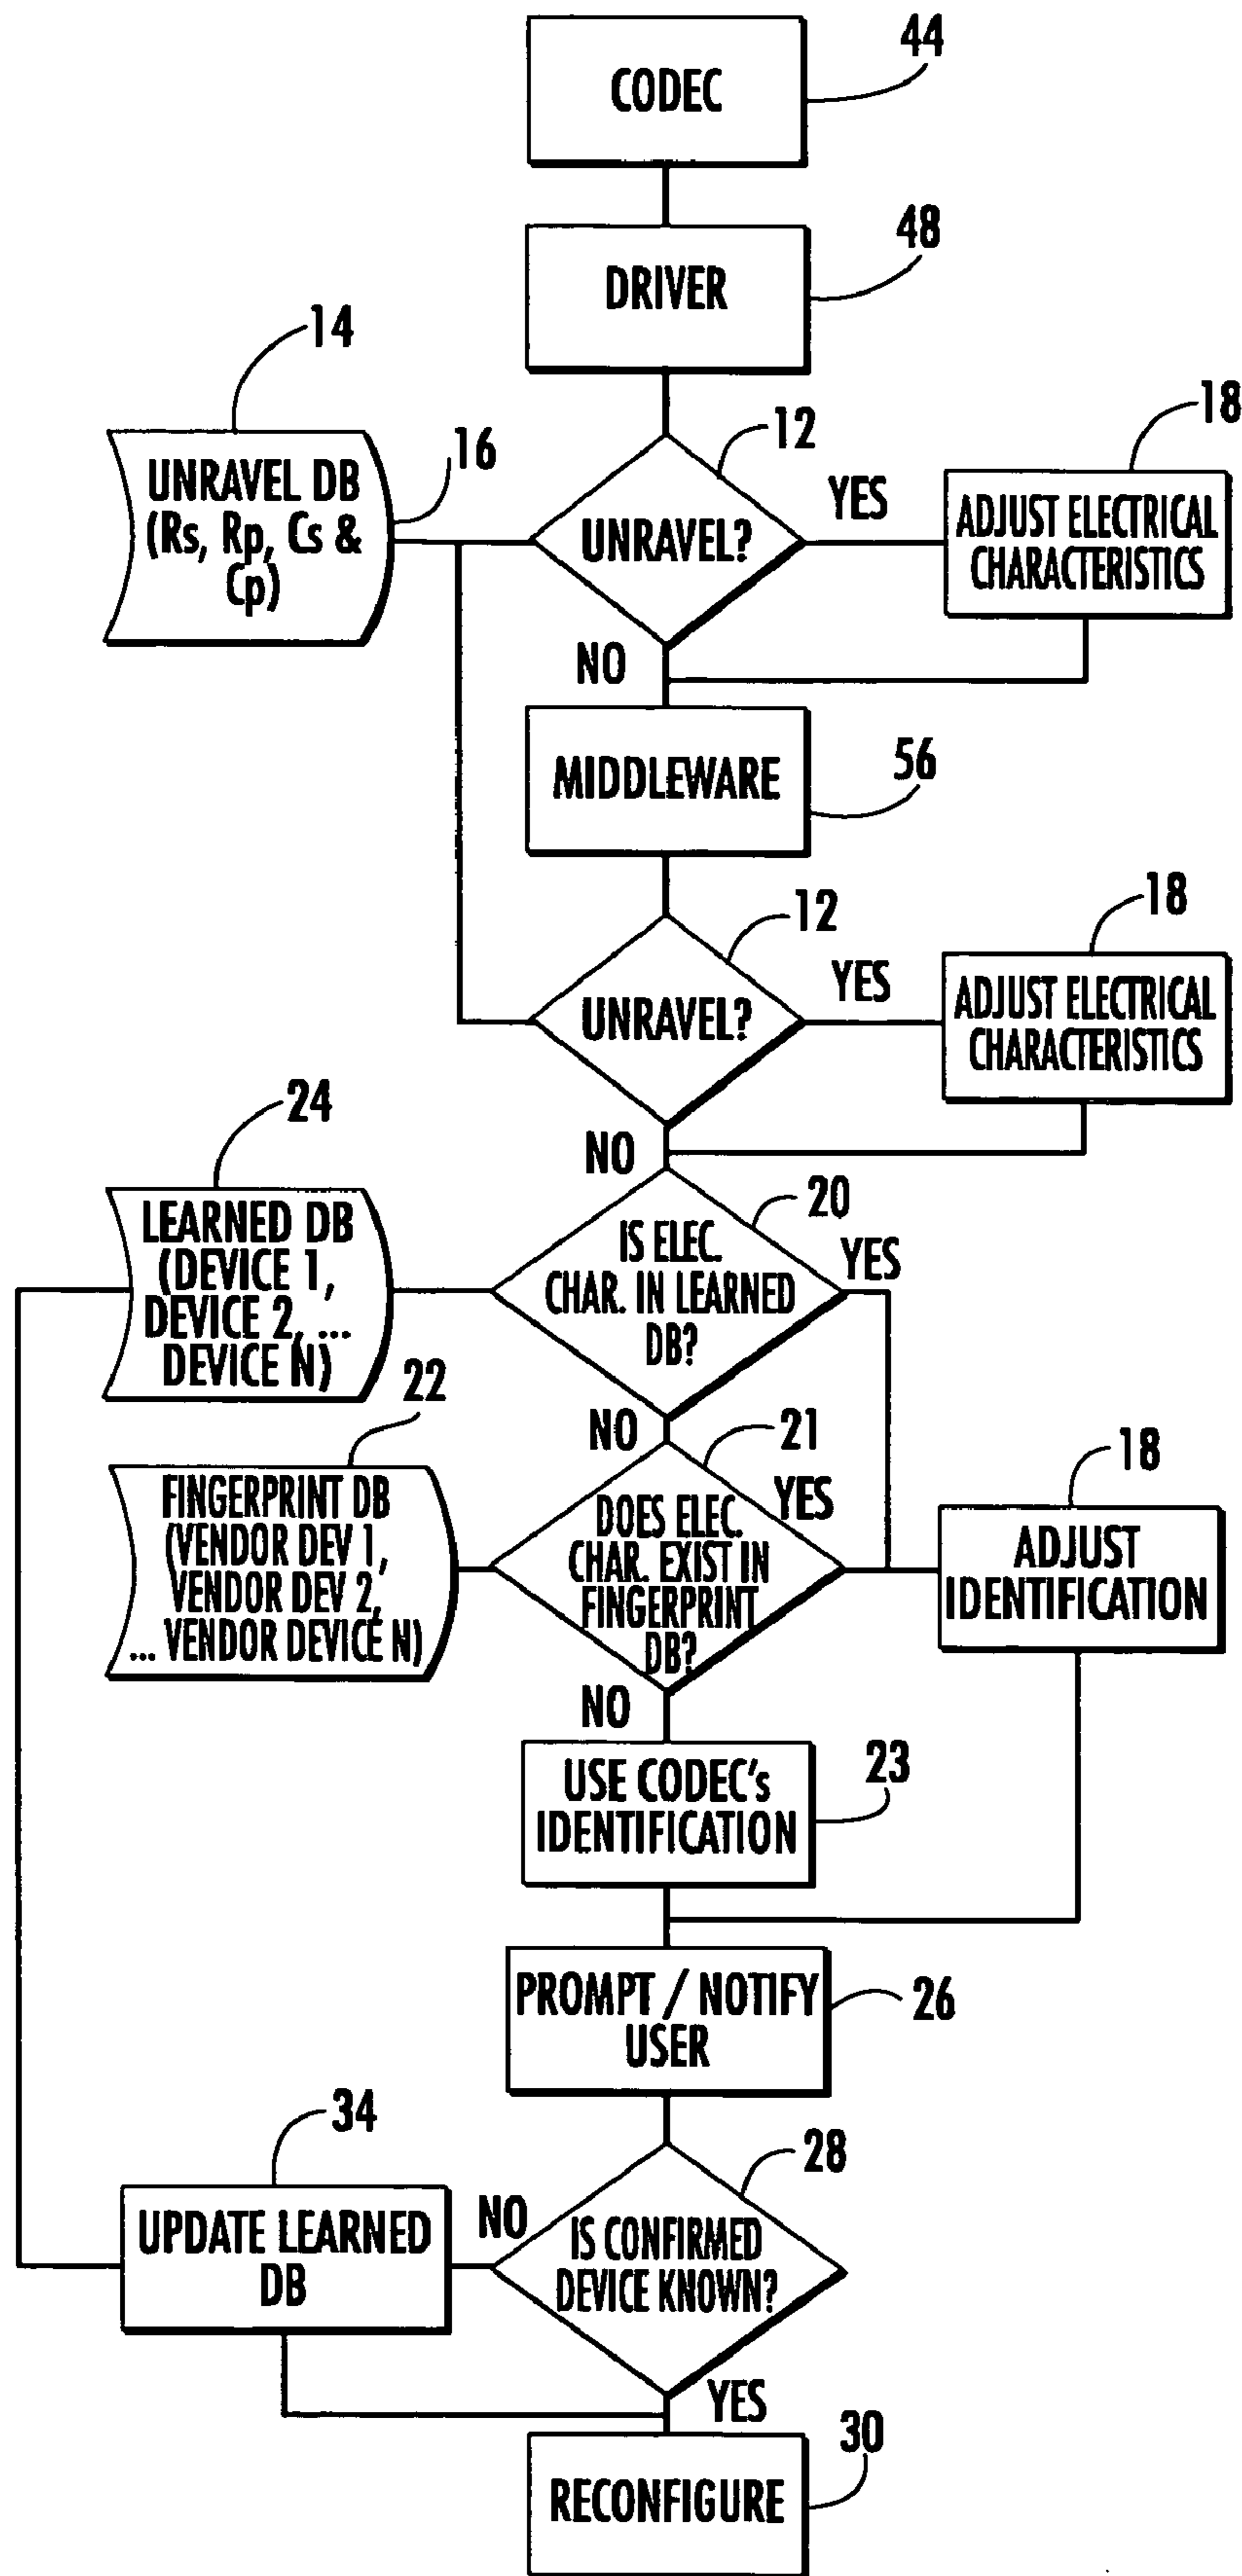 44
CODEC
48
DRIVER
14
12
18
16
UNRAVEL DB
(Rs, Rp, Cs &
Cp)
UNRAVEL?
YES
ADJUST ELECTRICAL
CHARACTERISTICS
NO
56
MIDDLEWARE
12
18
UNRAVEL?
YES
ADJUST ELECTRICAL
CHARACTERISTICS
NO
24
20
LEARNED DB
(DEVICE 1,
DEVICE 2, ...
DEVICE N)
IS ELEC.
CHAR. IN LEARNED
DB?
YES
22
NO
21
18
FINGERPRINT DB
(VENDOR DEV 1,
VENDOR DEV 2,
... VENDOR DEVICE N)
DOES ELEC.
CHAR. EXIST IN
FINGERPRINT
DB?
YES
ADJUST
IDENTIFICATION
NO
23
USE CODEC's
IDENTIFICATION
PROMPT / NOTIFY
USER
26
34
28
UPDATE LEARNED
DB
NO
IS CONFIRMED
DEVICE KNOWN?
YES
30
RECONFIGURE